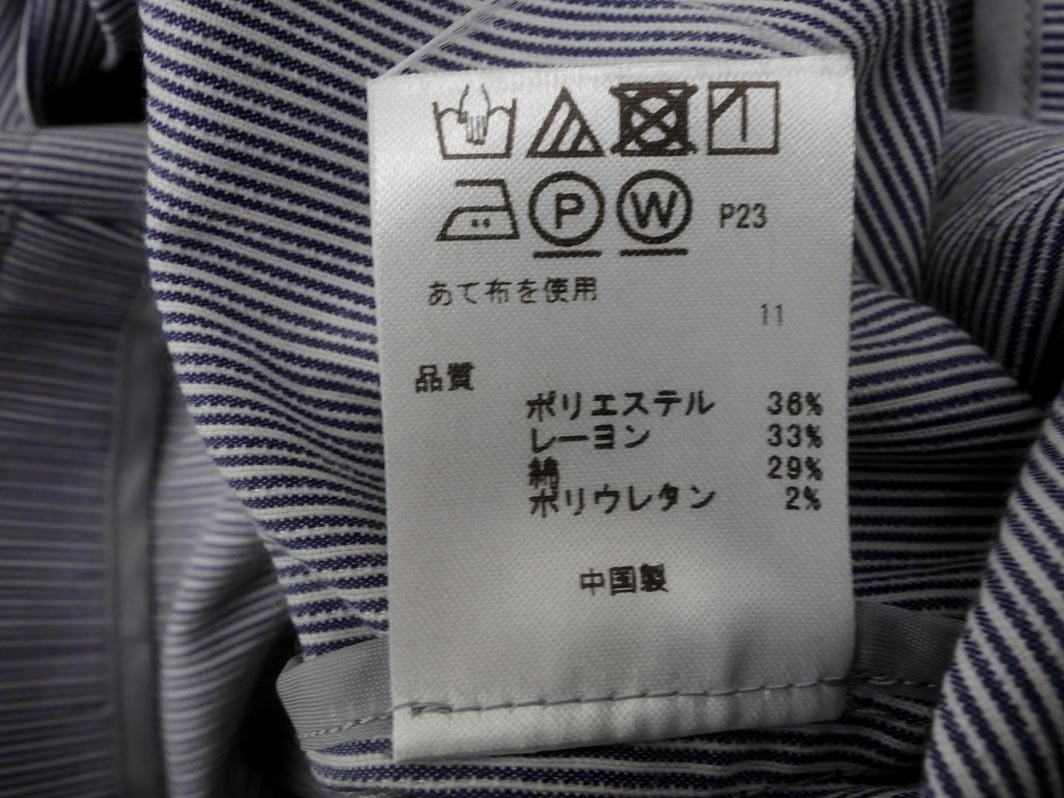 P W P23
あて布を使用
11
品質
ポリエステル 36%
レーヨン 33%
綿 29%
ポリウレタン 2%
中国製